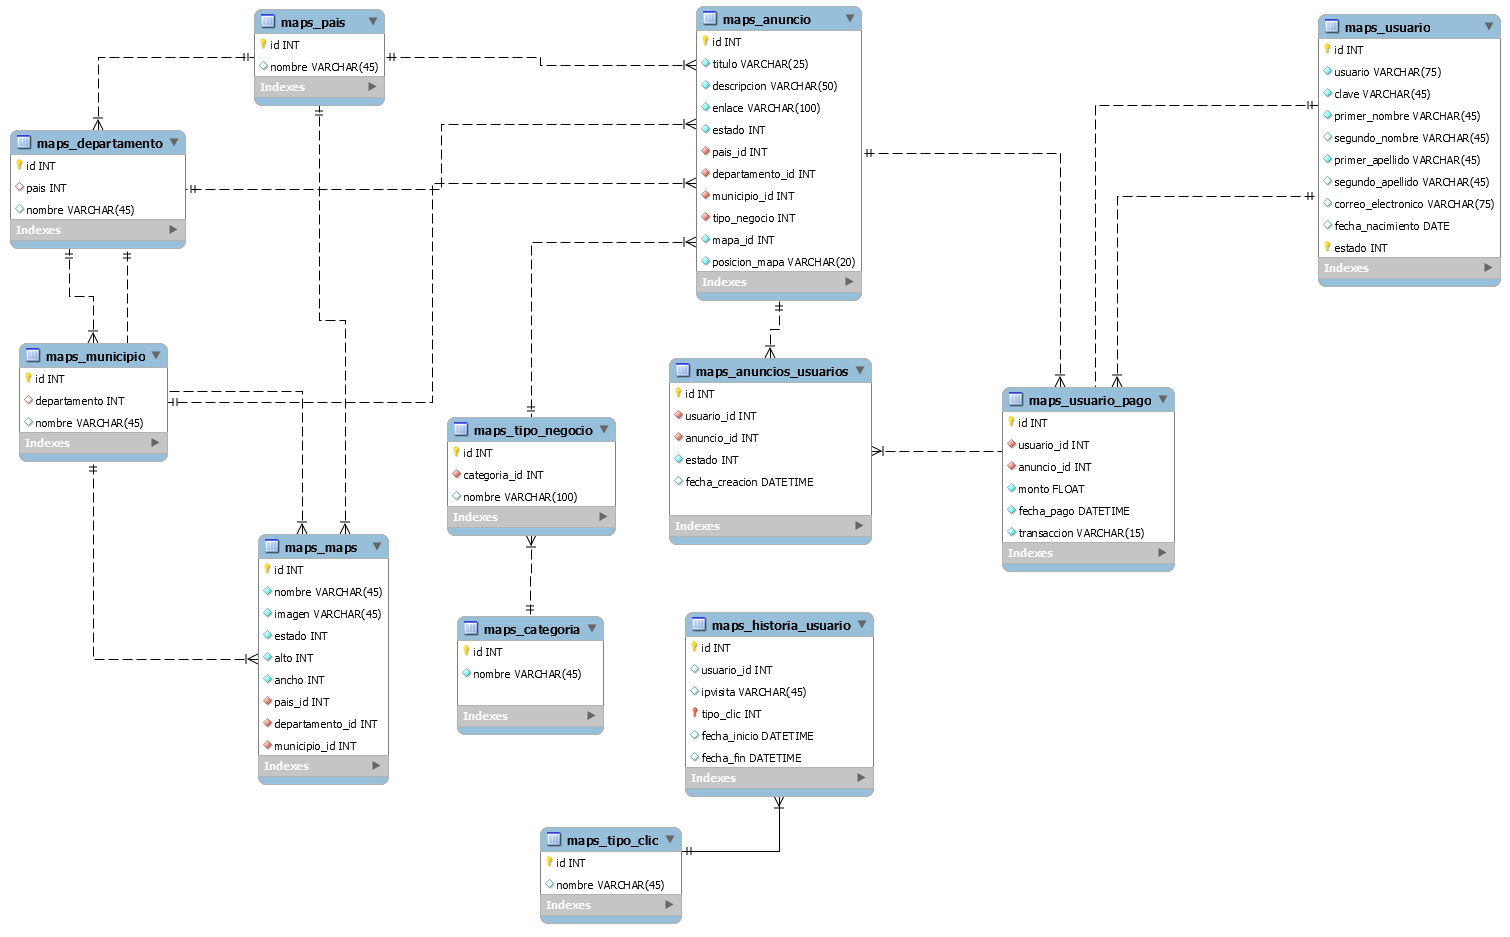 maps_pais
id INT
nombre VARCHAR(45)
Indexes
maps_anuncio
id INT
titulo VARCHAR(25)
descripcion VARCHAR(50)
enlace VARCHAR(100)
estado INT
pais_id INT
departamento_id INT
municipio_id INT
tipo_negocio INT
mapa_id INT
posicion_mapa VARCHAR(20)
Indexes
maps_usuario
id INT
usuario VARCHAR(75)
clave VARCHAR(45)
primer_nombre VARCHAR(45)
segundo_nombre VARCHAR(45)
primer_apellido VARCHAR(45)
segundo_apellido VARCHAR(45)
correo_electronico VARCHAR(75)
fecha_nacimiento DATE
estado INT
Indexes
maps_departamento
id INT
pais INT
nombre VARCHAR(45)
Indexes
maps_municipio
id INT
departamento INT
nombre VARCHAR(45)
Indexes
maps_anuncios_usuarios
id INT
usuario_id INT
anuncio_id INT
estado INT
fecha_creacion DATETIME
Indexes
maps_usuario_pago
id INT
usuario_id INT
anuncio_id INT
monto FLOAT
fecha_pago DATETIME
transaccion VARCHAR(15)
Indexes
maps_tipo_negocio
id INT
categoria_id INT
nombre VARCHAR(100)
Indexes
maps_maps
id INT
nombre VARCHAR(45)
imagen VARCHAR(45)
estado INT
alto INT
ancho INT
pais_id INT
departamento_id INT
municipio_id INT
Indexes
maps_categoria
id INT
nombre VARCHAR(45)
Indexes
maps_historia_usuario
id INT
usuario_id INT
ipvisita VARCHAR(45)
tipo_clic INT
fecha_inicio DATETIME
fecha_fin DATETIME
Indexes
maps_tipo_clic
id INT
nombre VARCHAR(45)
Indexes